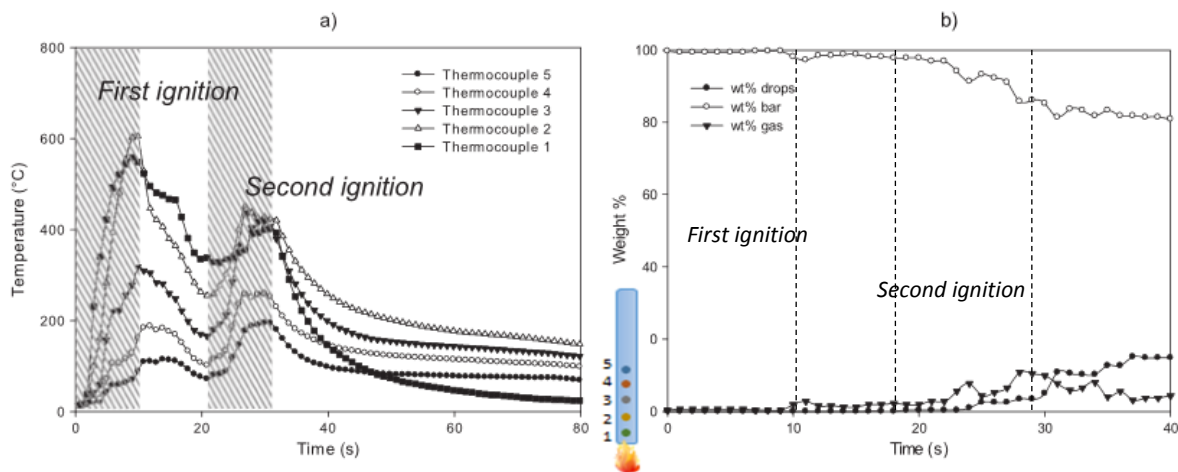 a)
800
600
400
200
0
Temperature (°C)
First ignition
Second ignition
Thermocouple 5
Thermocouple 4
Thermocouple 3
Thermocouple 2
Thermocouple 1
0 20 40 60 80
Time (s)
5
4
3
2
1
b)
100
80
60
40
0
0
Weight %
wt% drops
wt% bar
wt% gas
First ignition
Second ignition
0 10 20 30 40
Time (s)